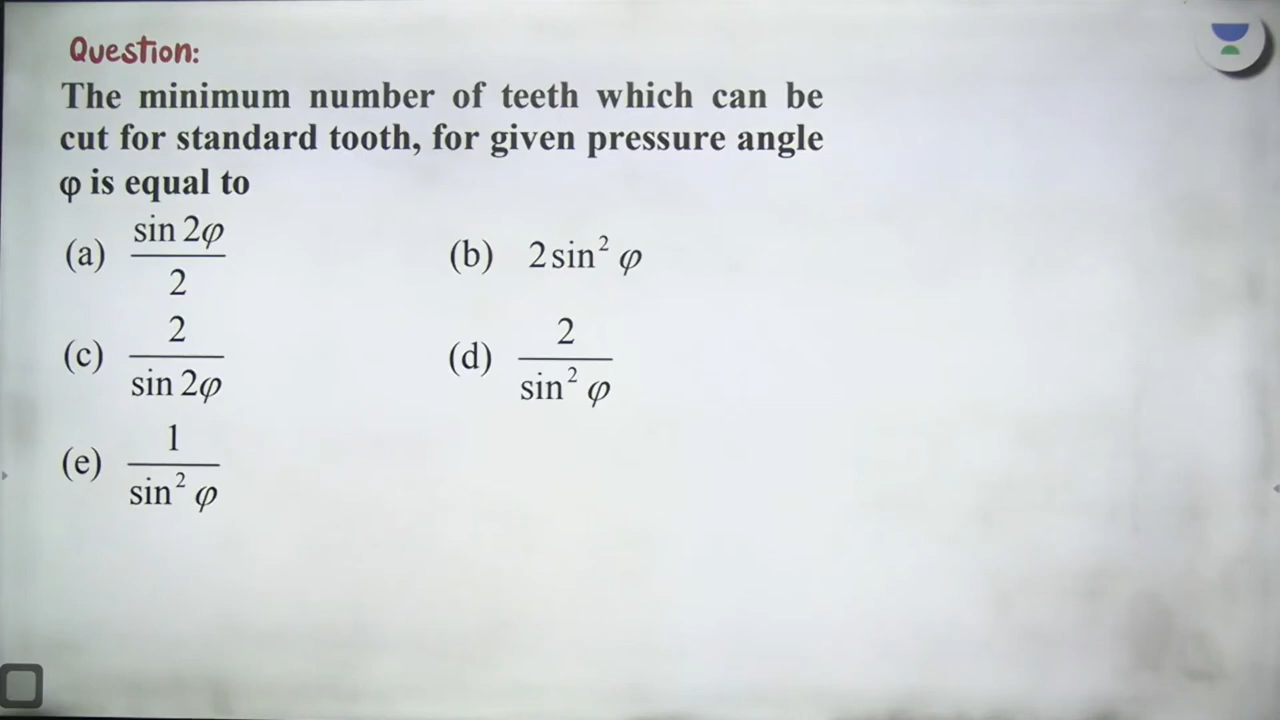 Question:
The minimum number of teeth which can be
cut for standard tooth, for given pressure angle
φ is equal to
(a) sin 2φ / 2 (b) 2 sin² φ
(c) 2 / sin 2φ (d) 2 / sin² φ
(e) 1 / sin² φ